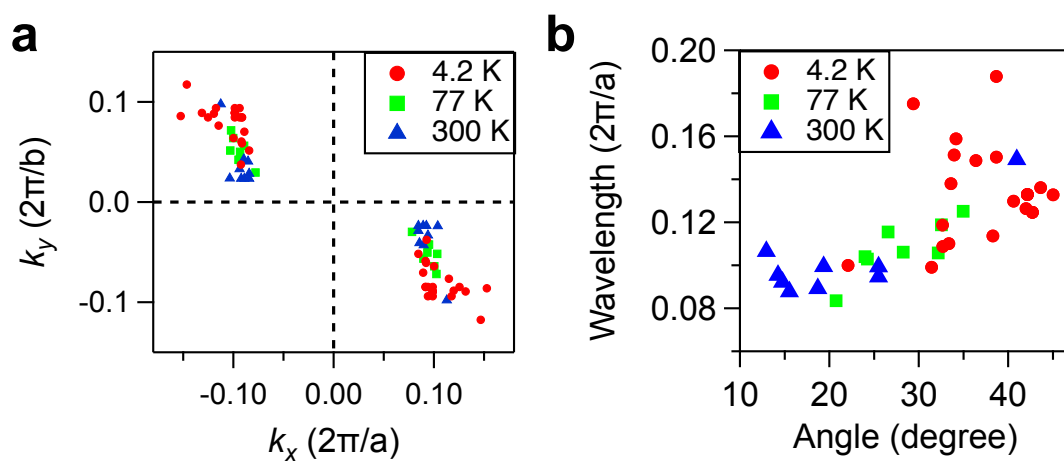 a
4.2 K
77 K
300 K
0.1
0.0
-0.1
k_y (2π/b)
-0.10
0.00
0.10
k_x (2π/a)
b
4.2 K
77 K
300 K
0.20
0.16
0.12
0.08
Wavelength (2π/a)
10
20
30
40
Angle (degree)